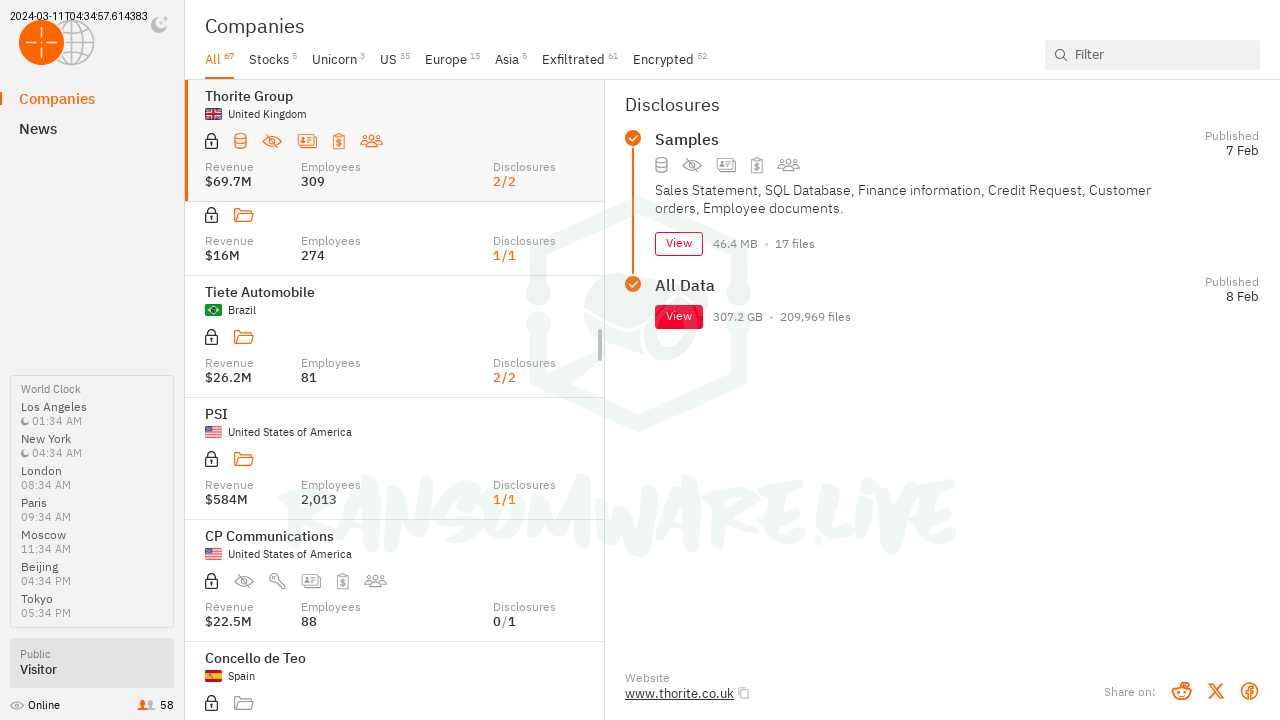 2024-03-11T04:34:57.614383
Companies
News
World Clock
Los Angeles
01:34 AM
New York
04:34 AM
London
08:34 AM
Paris
09:34 AM
Moscow
11:34 AM
Beijing
04:34 PM
Tokyo
05:34 PM
Public
Visitor
Online 58
Companies
All 67 Stocks 5 Unicorn 3 US 35 Europe 15 Asia 5 Exfiltrated 61 Encrypted 52
Filter
Thorite Group
United Kingdom
Revenue Employees Disclosures
$69.7M 309 2/2
Revenue Employees Disclosures
$16M 274 1/1
Tiete Automobile
Brazil
Revenue Employees Disclosures
$26.2M 81 2/2
PSI
United States of America
Revenue Employees Disclosures
$584M 2,013 1/1
CP Communications
United States of America
Revenue Employees Disclosures
$22.5M 88 0/1
Concello de Teo
Spain
Disclosures
Samples
Published
7 Feb
Sales Statement, SQL Database, Finance information, Credit Request, Customer
orders, Employee documents.
View 46.4 MB • 17 files
All Data
Published
8 Feb
View 307.2 GB • 209,969 files
RANSOMWARE.LIVE
Website
www.thorite.co.uk
Share on: